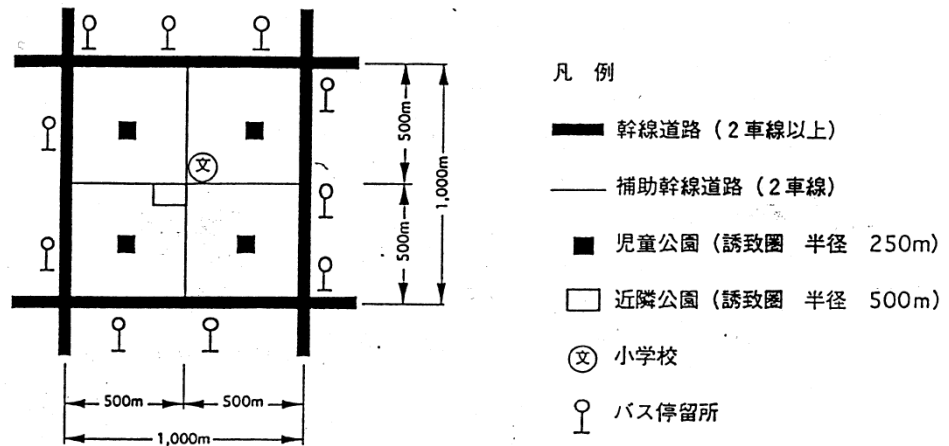 500m
500m
1,000m
500m
500m
1,000m
文
凡 例
幹線道路（2車線以上）
補助幹線道路（2車線）
児童公園（誘致圏 半径 250m）
近隣公園（誘致圏 半径 500m）
文 小学校
バス停留所